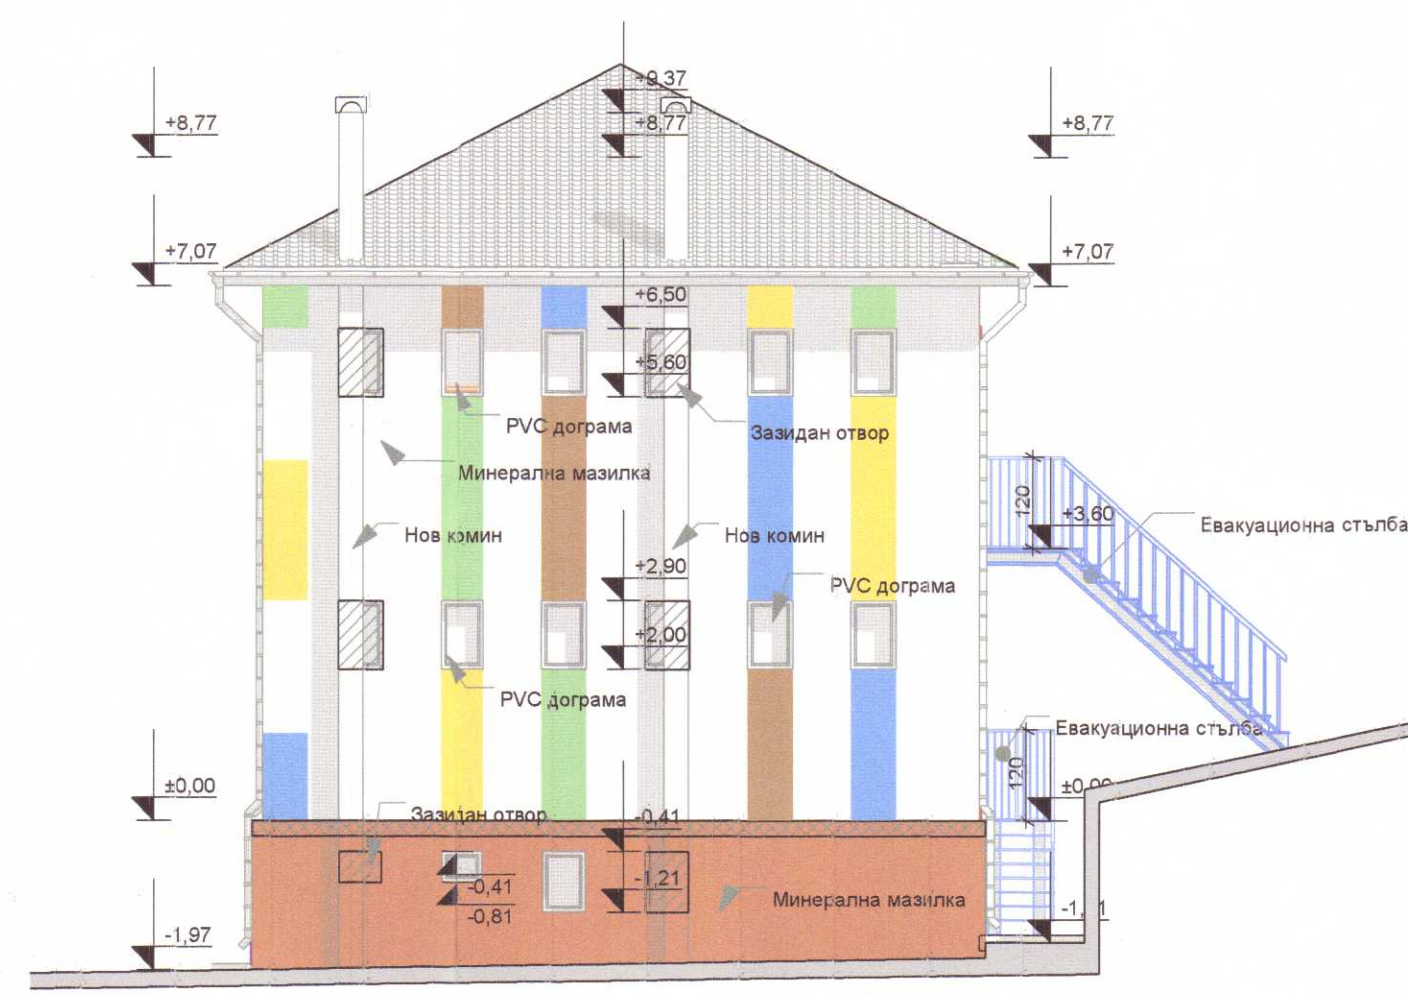 +9,37
+8,77
+8,77
+8,77
+7,07
+7,07
+6,50
+5,60
PVC дограма
Зазидан отвор
Минерална мазилка
120
+3,60
Евакуационна стълба
Нов комин
Нов комин
+2,90
PVC дограма
+2,00
PVC дограма
Евакуационна стълба
120
±0,00
±0,00
Зазидан отвор
-0,41
-1,21
-0,41
-0,81
Минерална мазилка
-1,97